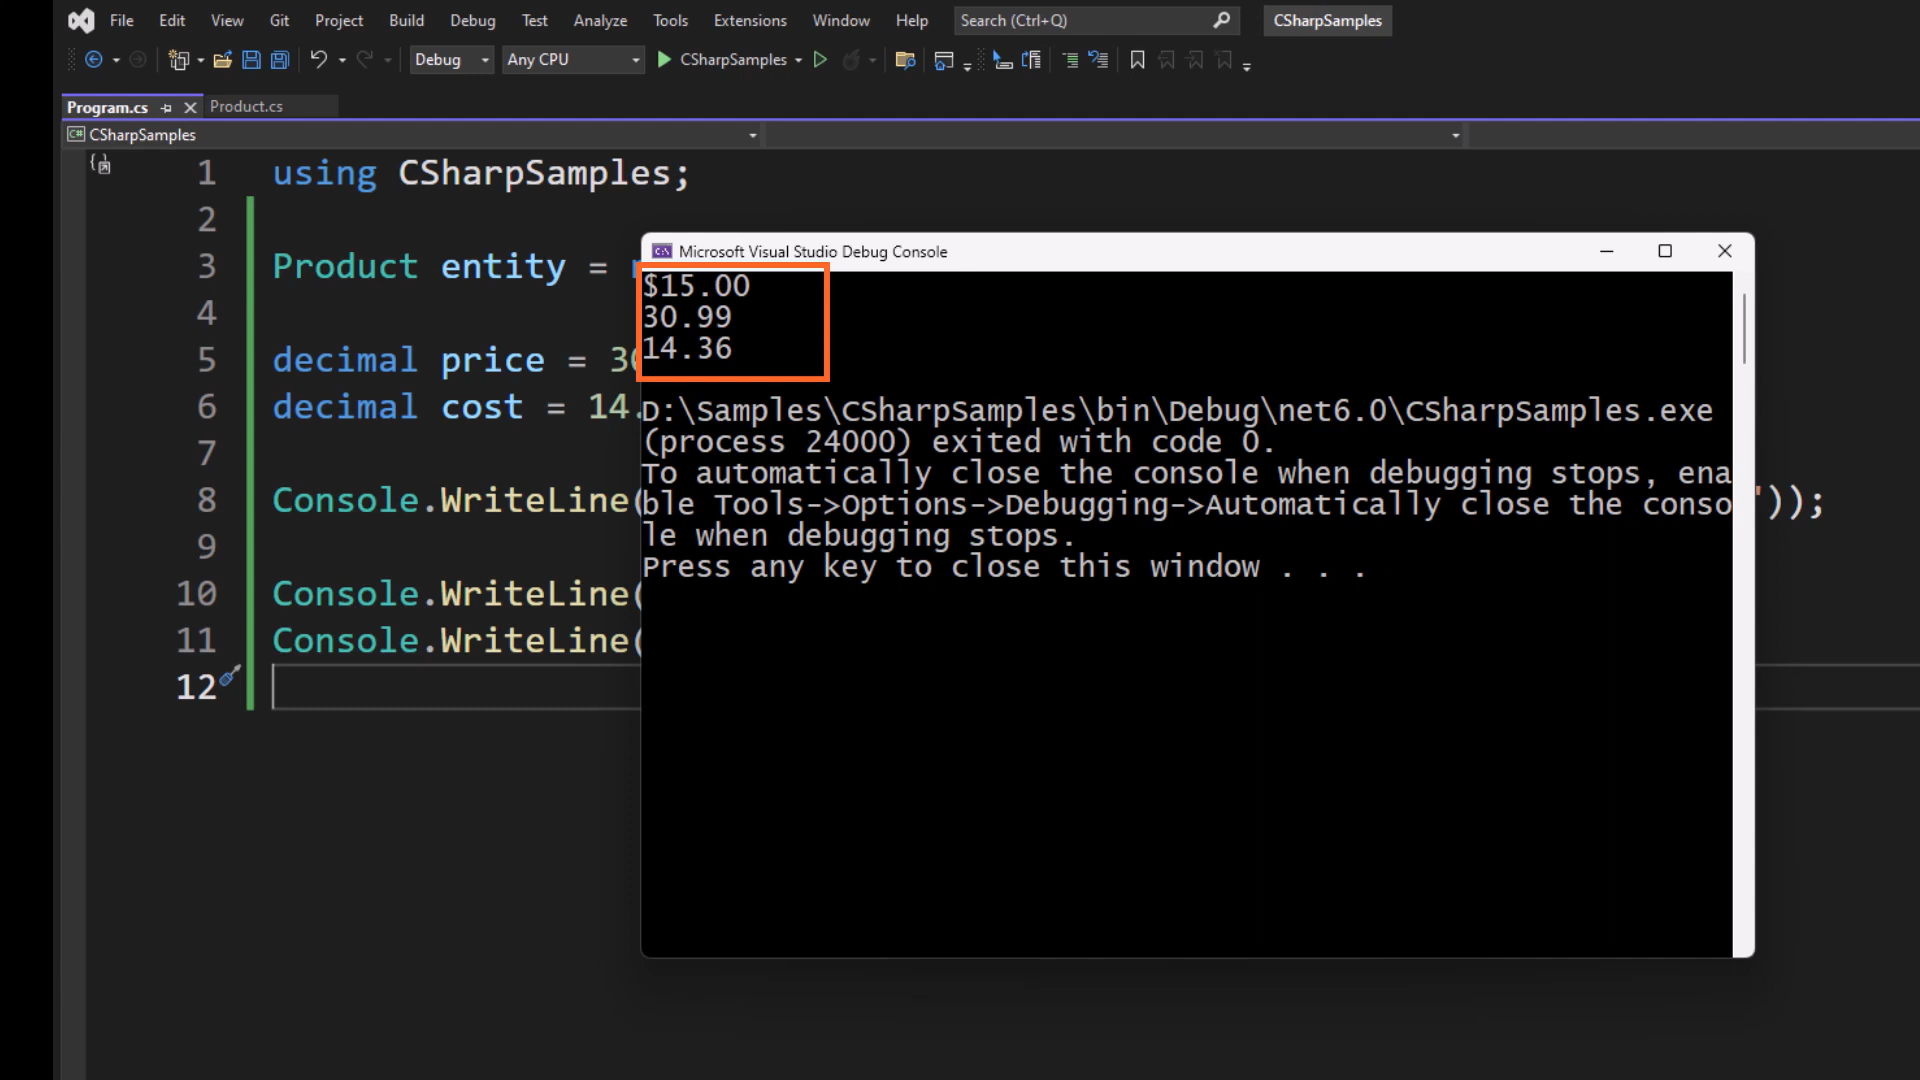 File Edit View Git Project Build Debug Test Analyze Tools Extensions Window Help Search (Ctrl+Q) CSharpSamples
Debug Any CPU CSharpSamples
Program.cs Product.cs
C# CSharpSamples
1 using CSharpSamples;
2
3 Product entity =
4
5 decimal price = 30
6 decimal cost = 14.
7
8 Console.WriteLine( '));
9
10 Console.WriteLine(
11 Console.WriteLine(
12
Microsoft Visual Studio Debug Console
$15.00
30.99
14.36
D:\Samples\CSharpSamples\bin\Debug\net6.0\CSharpSamples.exe
(process 24000) exited with code 0.
To automatically close the console when debugging stops, ena
ble Tools->Options->Debugging->Automatically close the conso
le when debugging stops.
Press any key to close this window . . .